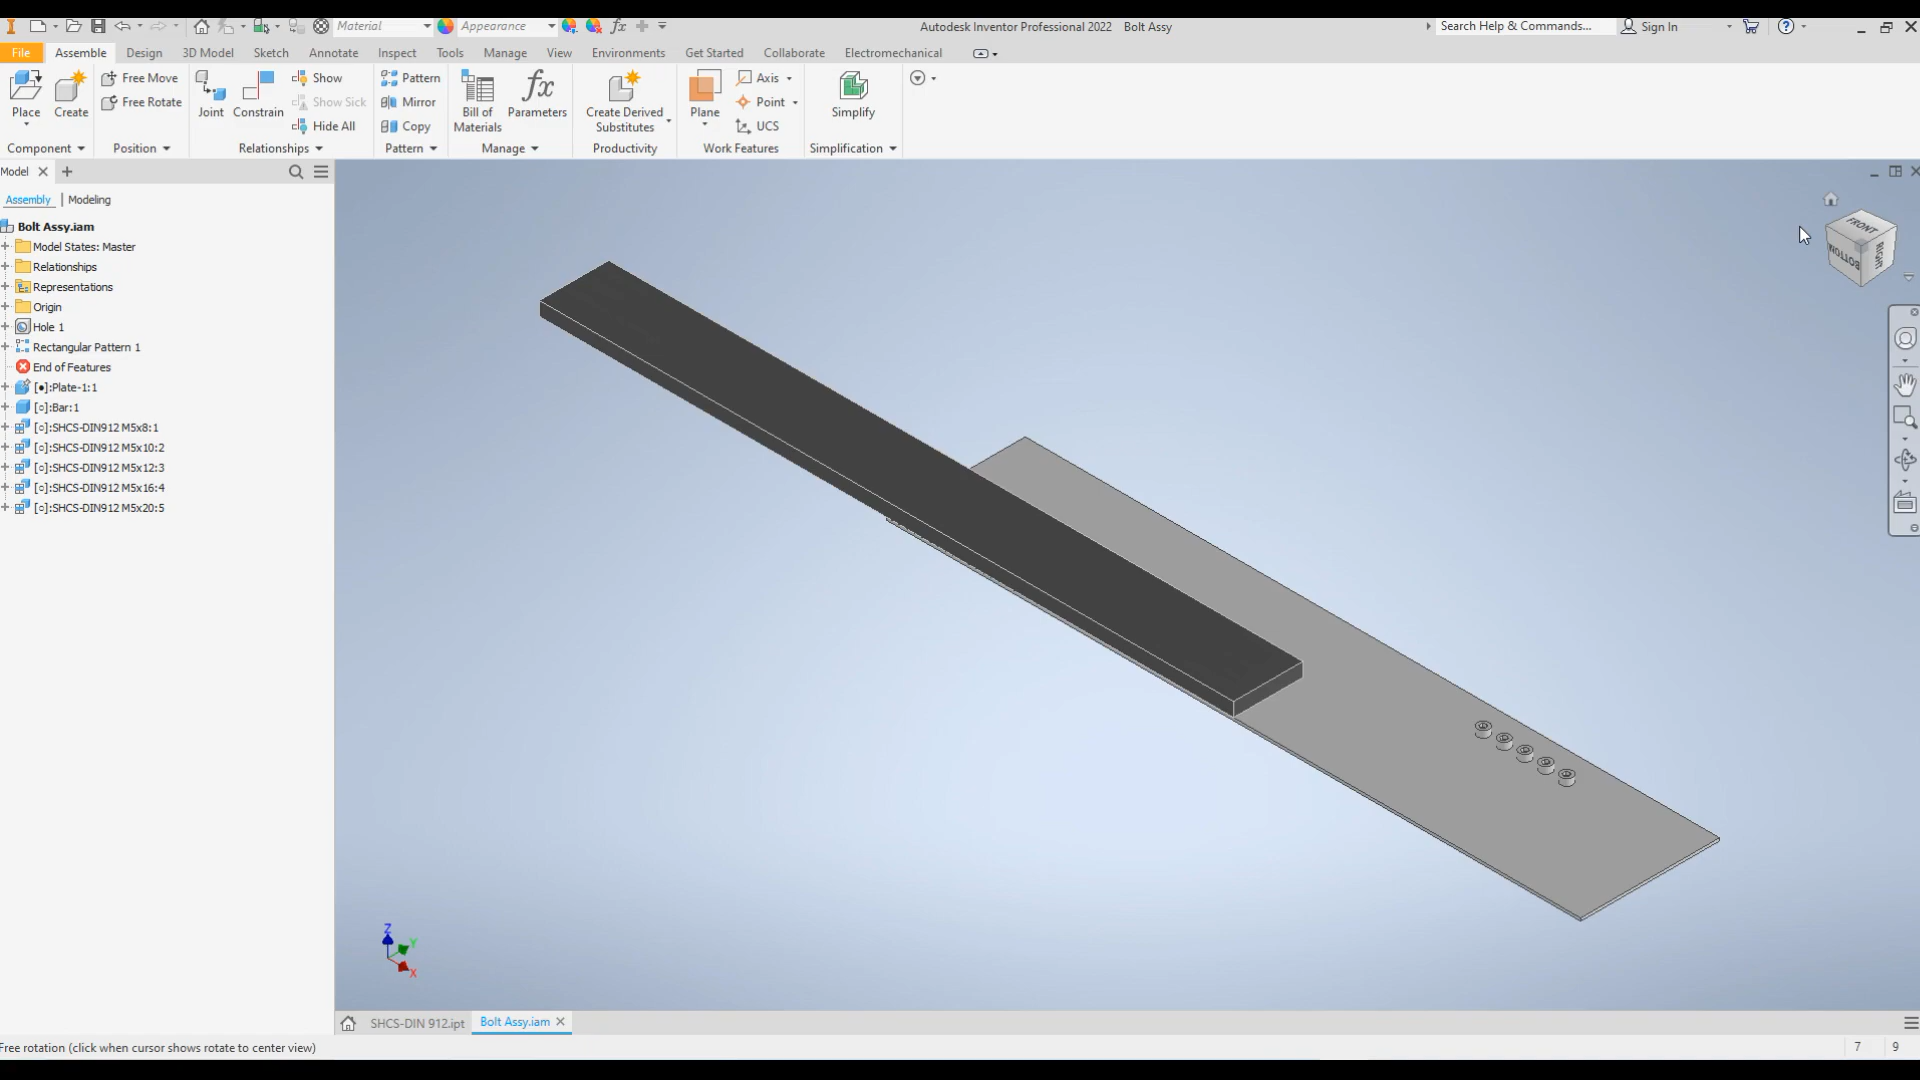 Material
Appearance
fx
Autodesk Inventor Professional 2022 Bolt Assy
Search Help & Commands...
Sign In
File Assemble Design 3D Model Sketch Annotate Inspect Tools Manage View Environments Get Started Collaborate Electromechanical
Place
Create
Free Move
Free Rotate
Joint
Constrain
Show
Show Sick
Hide All
Pattern
Mirror
Copy
Bill of
Materials
fx
Parameters
Create Derived
Substitutes
Plane
Axis
Point
UCS
Simplify
Component Position Relationships Pattern Manage Productivity Work Features Simplification
Model
Assembly | Modeling
Bolt Assy.iam
Model States: Master
Relationships
Representations
Origin
Hole 1
Rectangular Pattern 1
End of Features
[●]:Plate-1:1
[○]:Bar:1
[○]:SHCS-DIN912 M5x8:1
[○]:SHCS-DIN912 M5x10:2
[○]:SHCS-DIN912 M5x12:3
[○]:SHCS-DIN912 M5x16:4
[○]:SHCS-DIN912 M5x20:5
FRONT
BOTTOM
RIGHT
Z
Y
X
SHCS-DIN 912.ipt
Bolt Assy.iam
Free rotation (click when cursor shows rotate to center view)
7 9